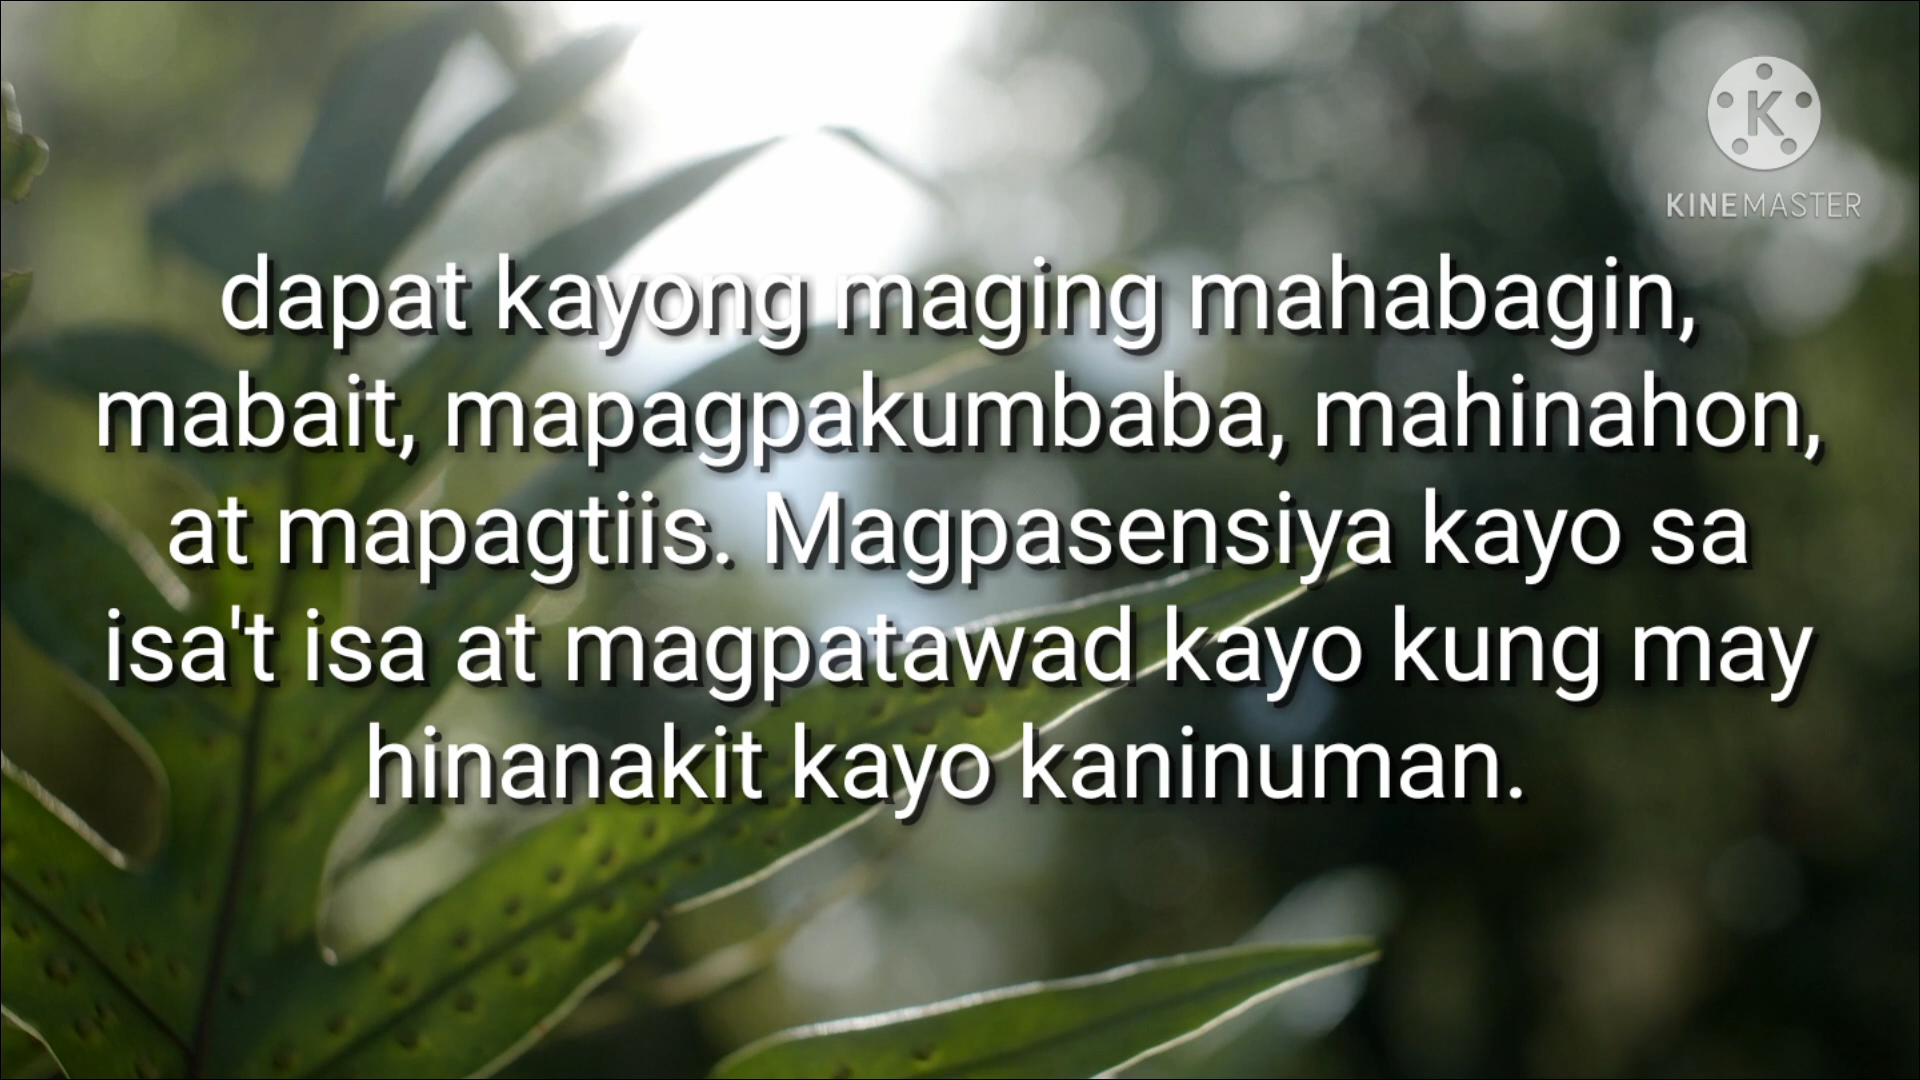 KINEMASTER
dapat kayong maging mahabagin,
mabait, mapagpakumbaba, mahinahon,
at mapagtiis. Magpasensiya kayo sa
isa't isa at magpatawad kayo kung may
hinanakit kayo kaninuman.